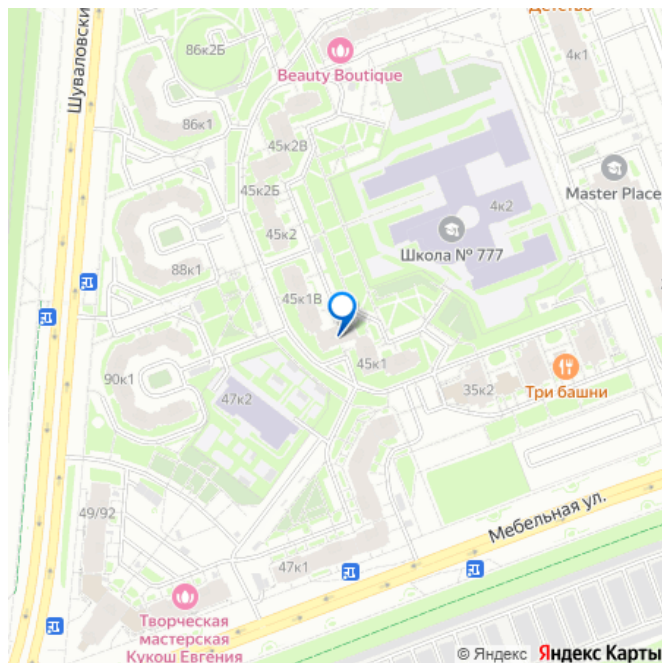 Детство
86к2Б
Шуваловски
4к1
Beauty Boutique
86к1
45к2В
45к2Б
Master Place
4к2
45к2
Школа № 777
88к1
45к1В
45к1
90к1
35к2
Три башни
47к2
49/92
Мебельная ул.
47к1
Творческая
мастерская
Кукош Евгения
© Яндекс Яндекс Карты